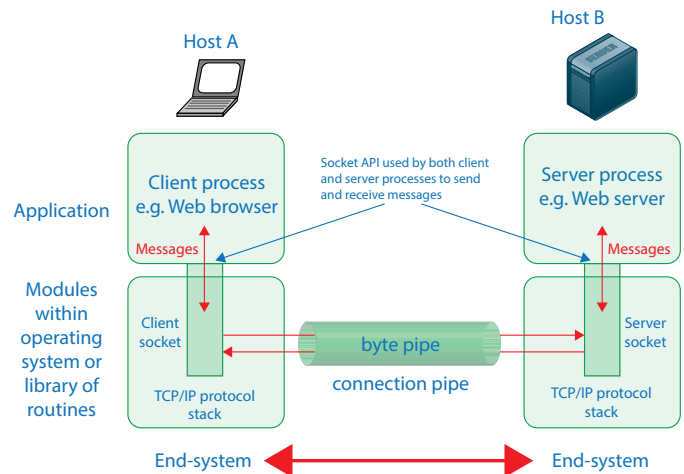 Host A
Host B
SERVER
Socket API used by both client
and server processes to send
and receive messages
Client process
e.g. Web browser
Server process
e.g. Web server
Application
Messages
Messages
Modules
within
operating
system or
library of
routines
Client
socket
byte pipe
Server
socket
connection pipe
TCP/IP protocol
stack
TCP/IP protocol
stack
End-system
End-system